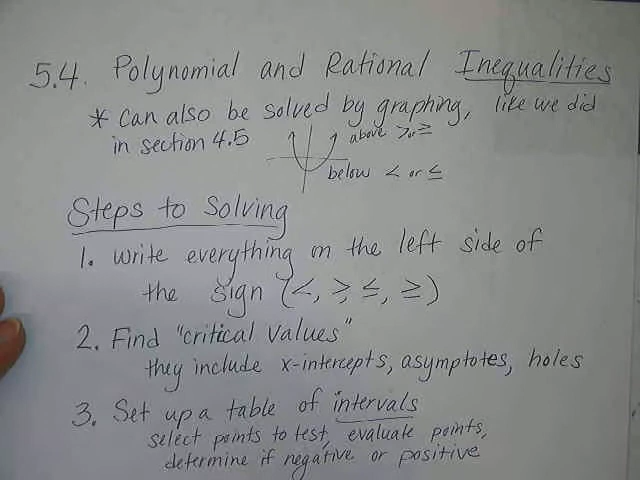 5.4. Polynomial and Rational Inequalities
* Can also be solved by graphing, like we did
in section 4.5
above > or ≥
below < or ≤
Steps to Solving
1. Write everything on the left side of
the sign (<, >, ≤, ≥)
2. Find "critical values"
they include x-intercepts, asymptotes, holes
3. Set up a table of intervals
select points to test, evaluate points,
determine if negative or positive